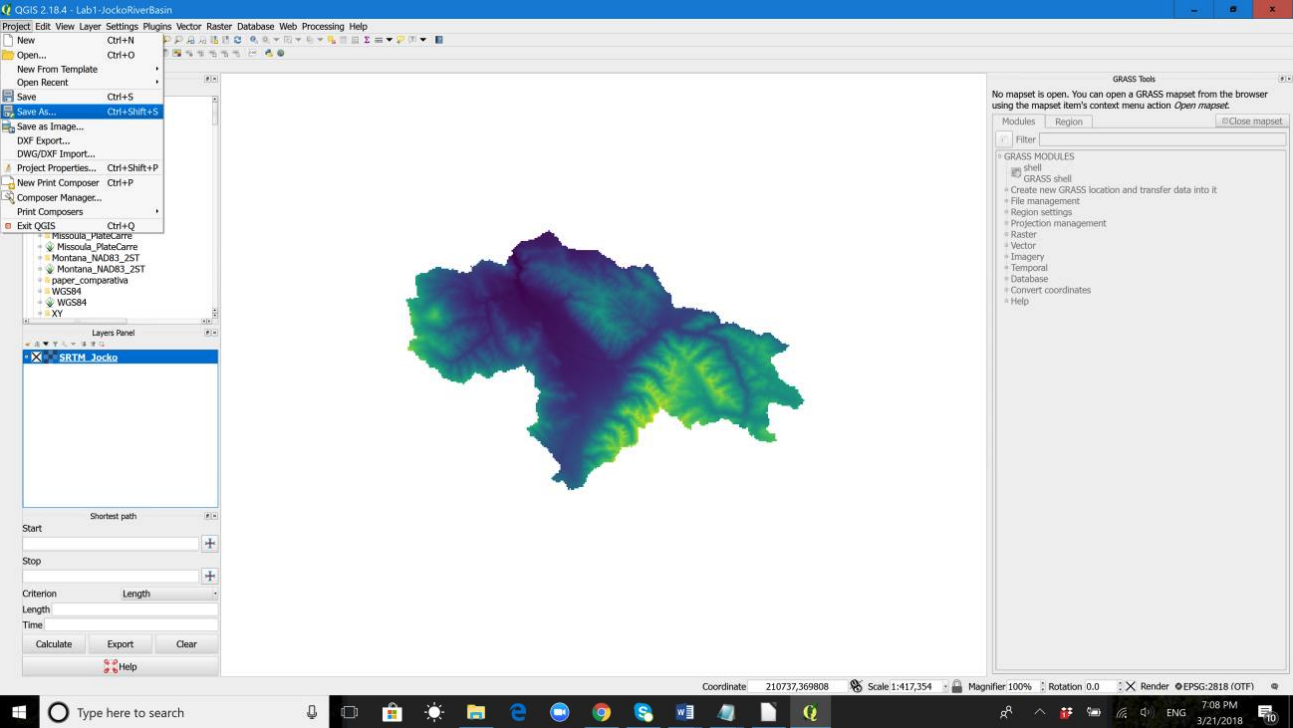 QGIS 2.18.4 - Lab1-JockoRiverBasin
Project Edit View Layer Settings Plugins Vector Raster Database Web Processing Help
New Ctrl+N
Open... Ctrl+O
New From Template
Open Recent
Save Ctrl+S
Save As... Ctrl+Shift+S
Save as Image...
DXF Export...
DWG/DXF Import...
Project Properties... Ctrl+Shift+P
New Print Composer Ctrl+P
Composer Manager...
Print Composers
Exit QGIS Ctrl+Q
Missoula_PlateCarre
Missoula_PlateCarre
Montana_NAD83_2ST
Montana_NAD83_2ST
paper_comparativa
WGS84
WGS84
XY
Layers Panel
SRTM_Jocko
Shortest path
Start
Stop
Criterion Length
Length
Time
Calculate Export Clear
Help
GRASS Tools
No mapset is open. You can open a GRASS mapset from the browser
using the mapset item's context menu action Open mapset.
Modules Region Close mapset
Filter
GRASS MODULES
shell
GRASS shell
Create new GRASS location and transfer data into it
File management
Region settings
Projection management
Raster
Vector
Imagery
Temporal
Database
Convert coordinates
Help
Coordinate 210737,369808 Scale 1:417,354 Magnifier 100% Rotation 0.0 Render EPSG:2818 (OTF)
Type here to search
ENG
7:08 PM
3/21/2018
10